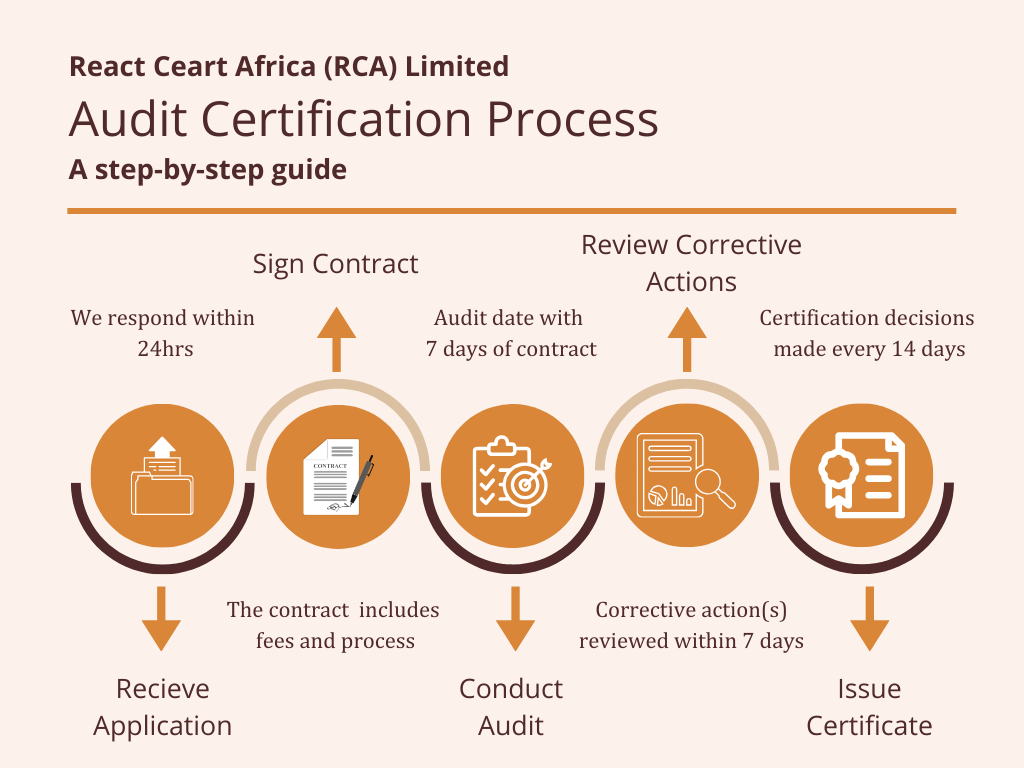 React Ceart Africa (RCA) Limited
Audit Certification Process
A step-by-step guide
Sign Contract
Review Corrective
Actions
We respond within
24hrs
Audit date with
7 days of contract
Certification decisions
made every 14 days
CONTRACT
The contract  includes
fees and process
Corrective action(s)
reviewed within 7 days
Recieve
Application
Conduct
Audit
Issue
Certificate